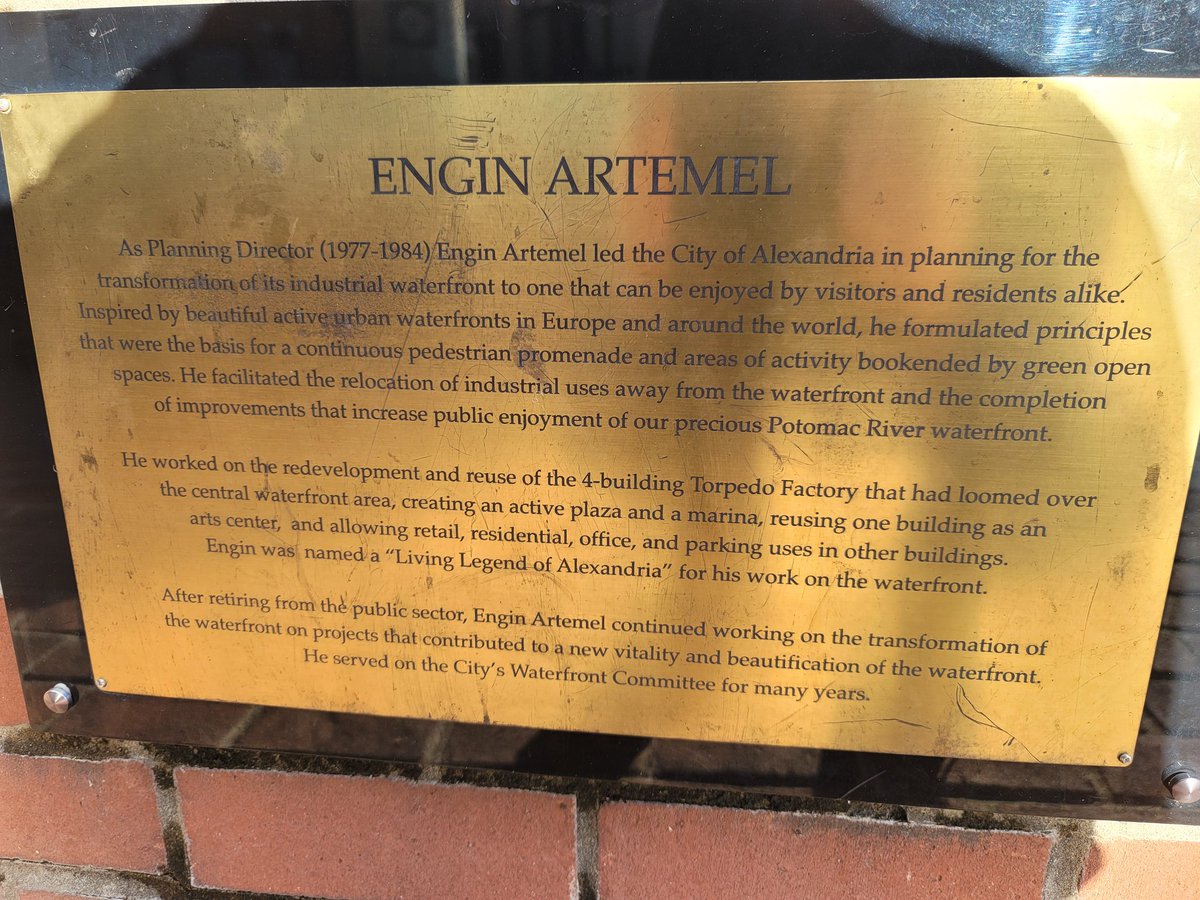 ENGIN ARTEMEL
As Planning Director (1977-1984) Engin Artemel led the City of Alexandria in planning for the
transformation of its industrial waterfront to one that can be enjoyed by visitors and residents alike.
Inspired by beautiful active urban waterfronts in Europe and around the world, he formulated principles
that were the basis for a continuous pedestrian promenade and areas of activity bookended by green open
spaces. He facilitated the relocation of industrial uses away from the waterfront and the completion
of improvements that increase public enjoyment of our precious Potomac River waterfront.
He worked on the redevelopment and reuse of the 4-building Torpedo Factory that had loomed over
the central waterfront area, creating an active plaza and a marina, reusing one building as an
arts center, and allowing retail, residential, office, and parking uses in other buildings.
Engin was named a “Living Legend of Alexandria” for his work on the waterfront.
After retiring from the public sector, Engin Artemel continued working on the transformation of
the waterfront on projects that contributed to a new vitality and beautification of the waterfront.
He served on the City’s Waterfront Committee for many years.